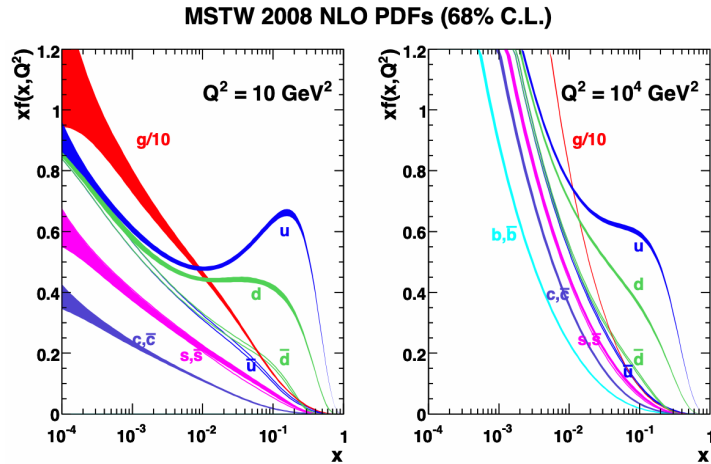 MSTW 2008 NLO PDFs (68% C.L.)
xf(x,Q²)
1.2
1
0.8
0.6
0.4
0.2
0
Q² = 10 GeV²
g/10
u
d
c,c̄
s,s̄
ū
d̄
10⁻⁴
10⁻³
10⁻²
10⁻¹
1
x
xf(x,Q²)
1.2
1
0.8
0.6
0.4
0.2
0
Q² = 10⁴ GeV²
g/10
b,b̄
u
c,c̄
d
s,s̄
d̄
ū
10⁻⁴
10⁻³
10⁻²
10⁻¹
1
x